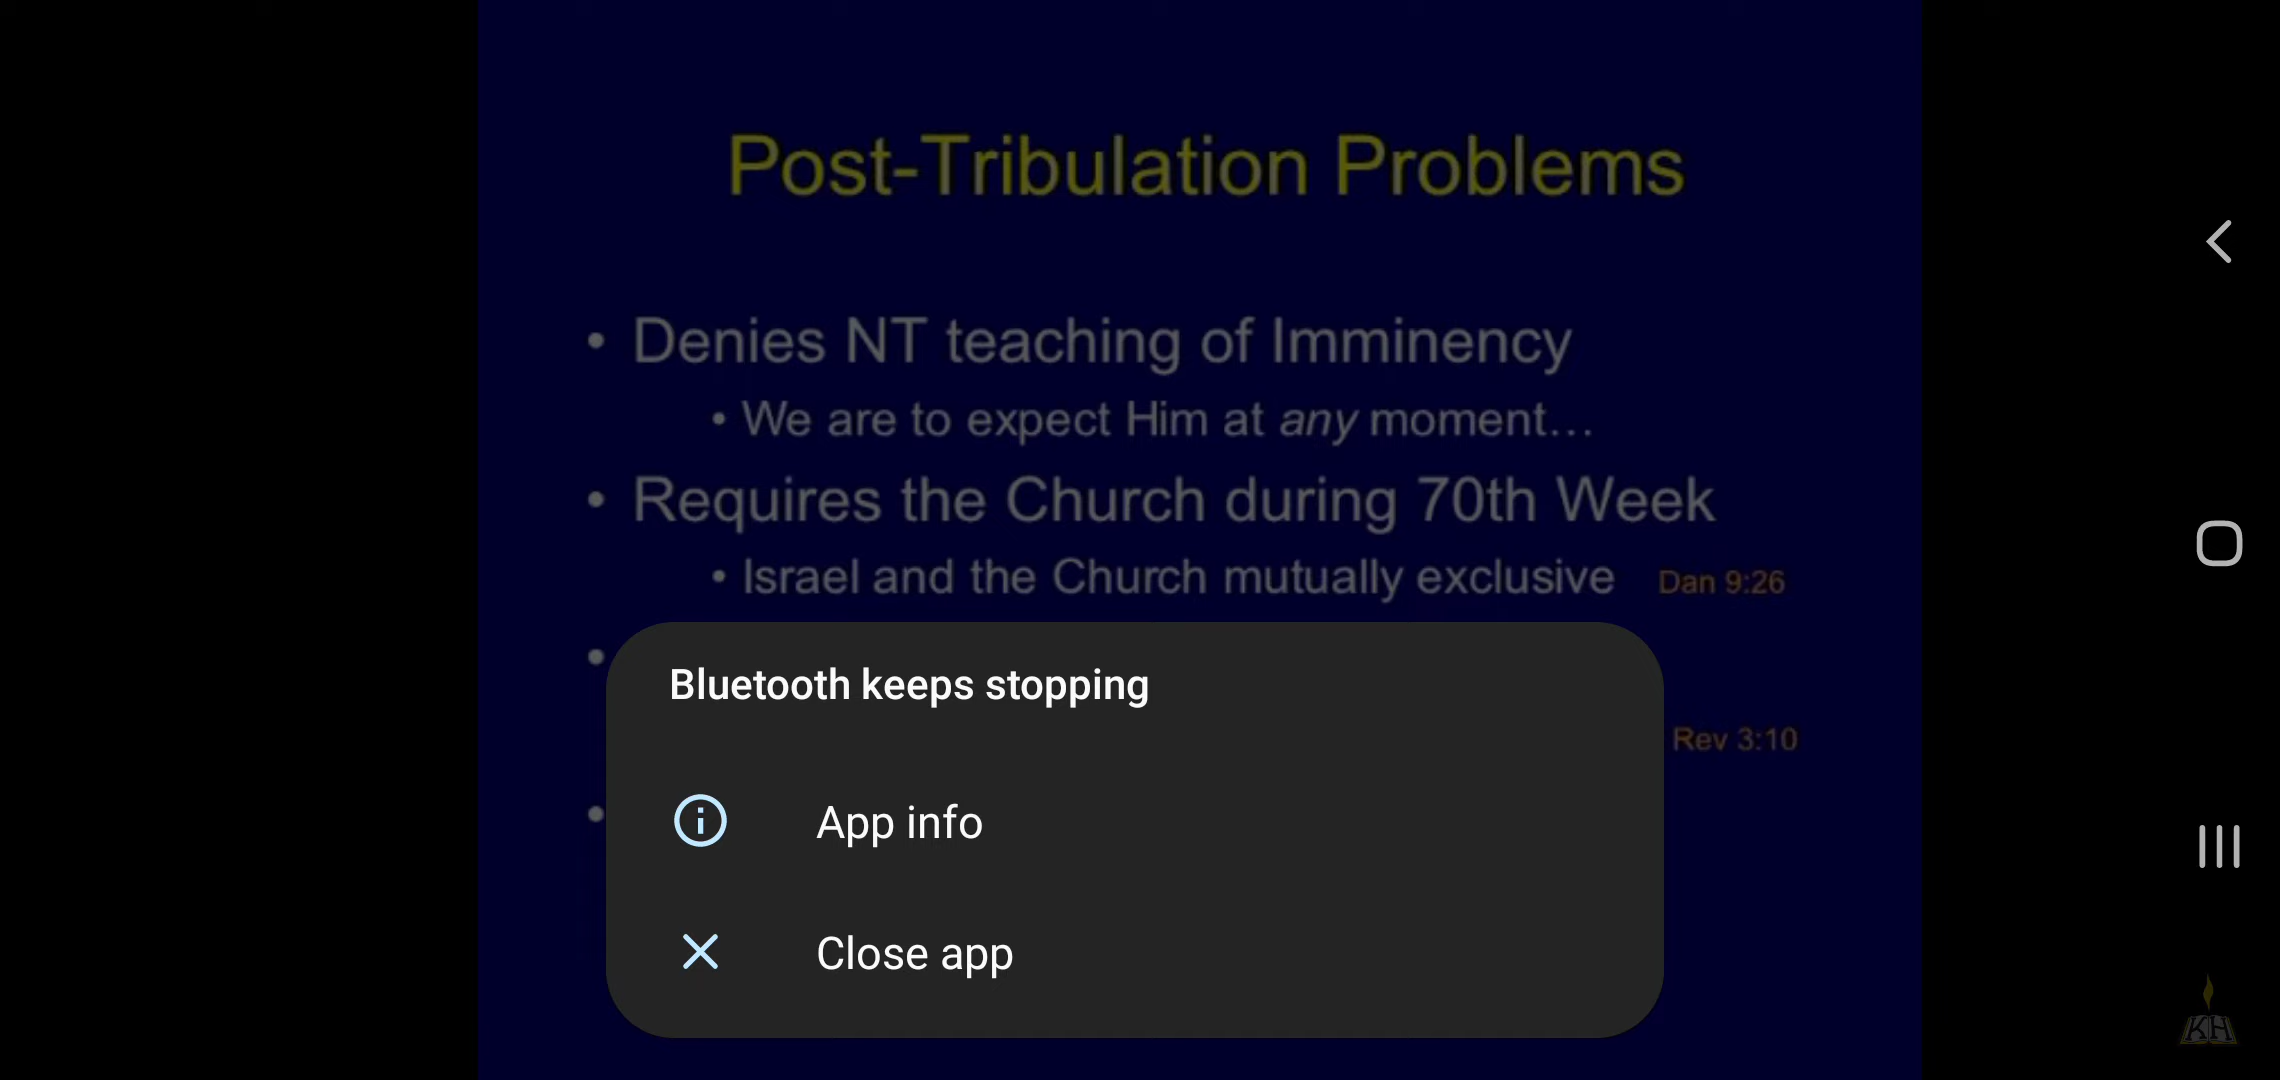 Post-Tribulation Problems
• Denies NT teaching of Imminency
• We are to expect Him at any moment...
• Requires the Church during 70th Week
• Israel and the Church mutually exclusive Dan 9:26
•
Bluetooth keeps stopping
Rev 3:10
•
App info
Close app
KH